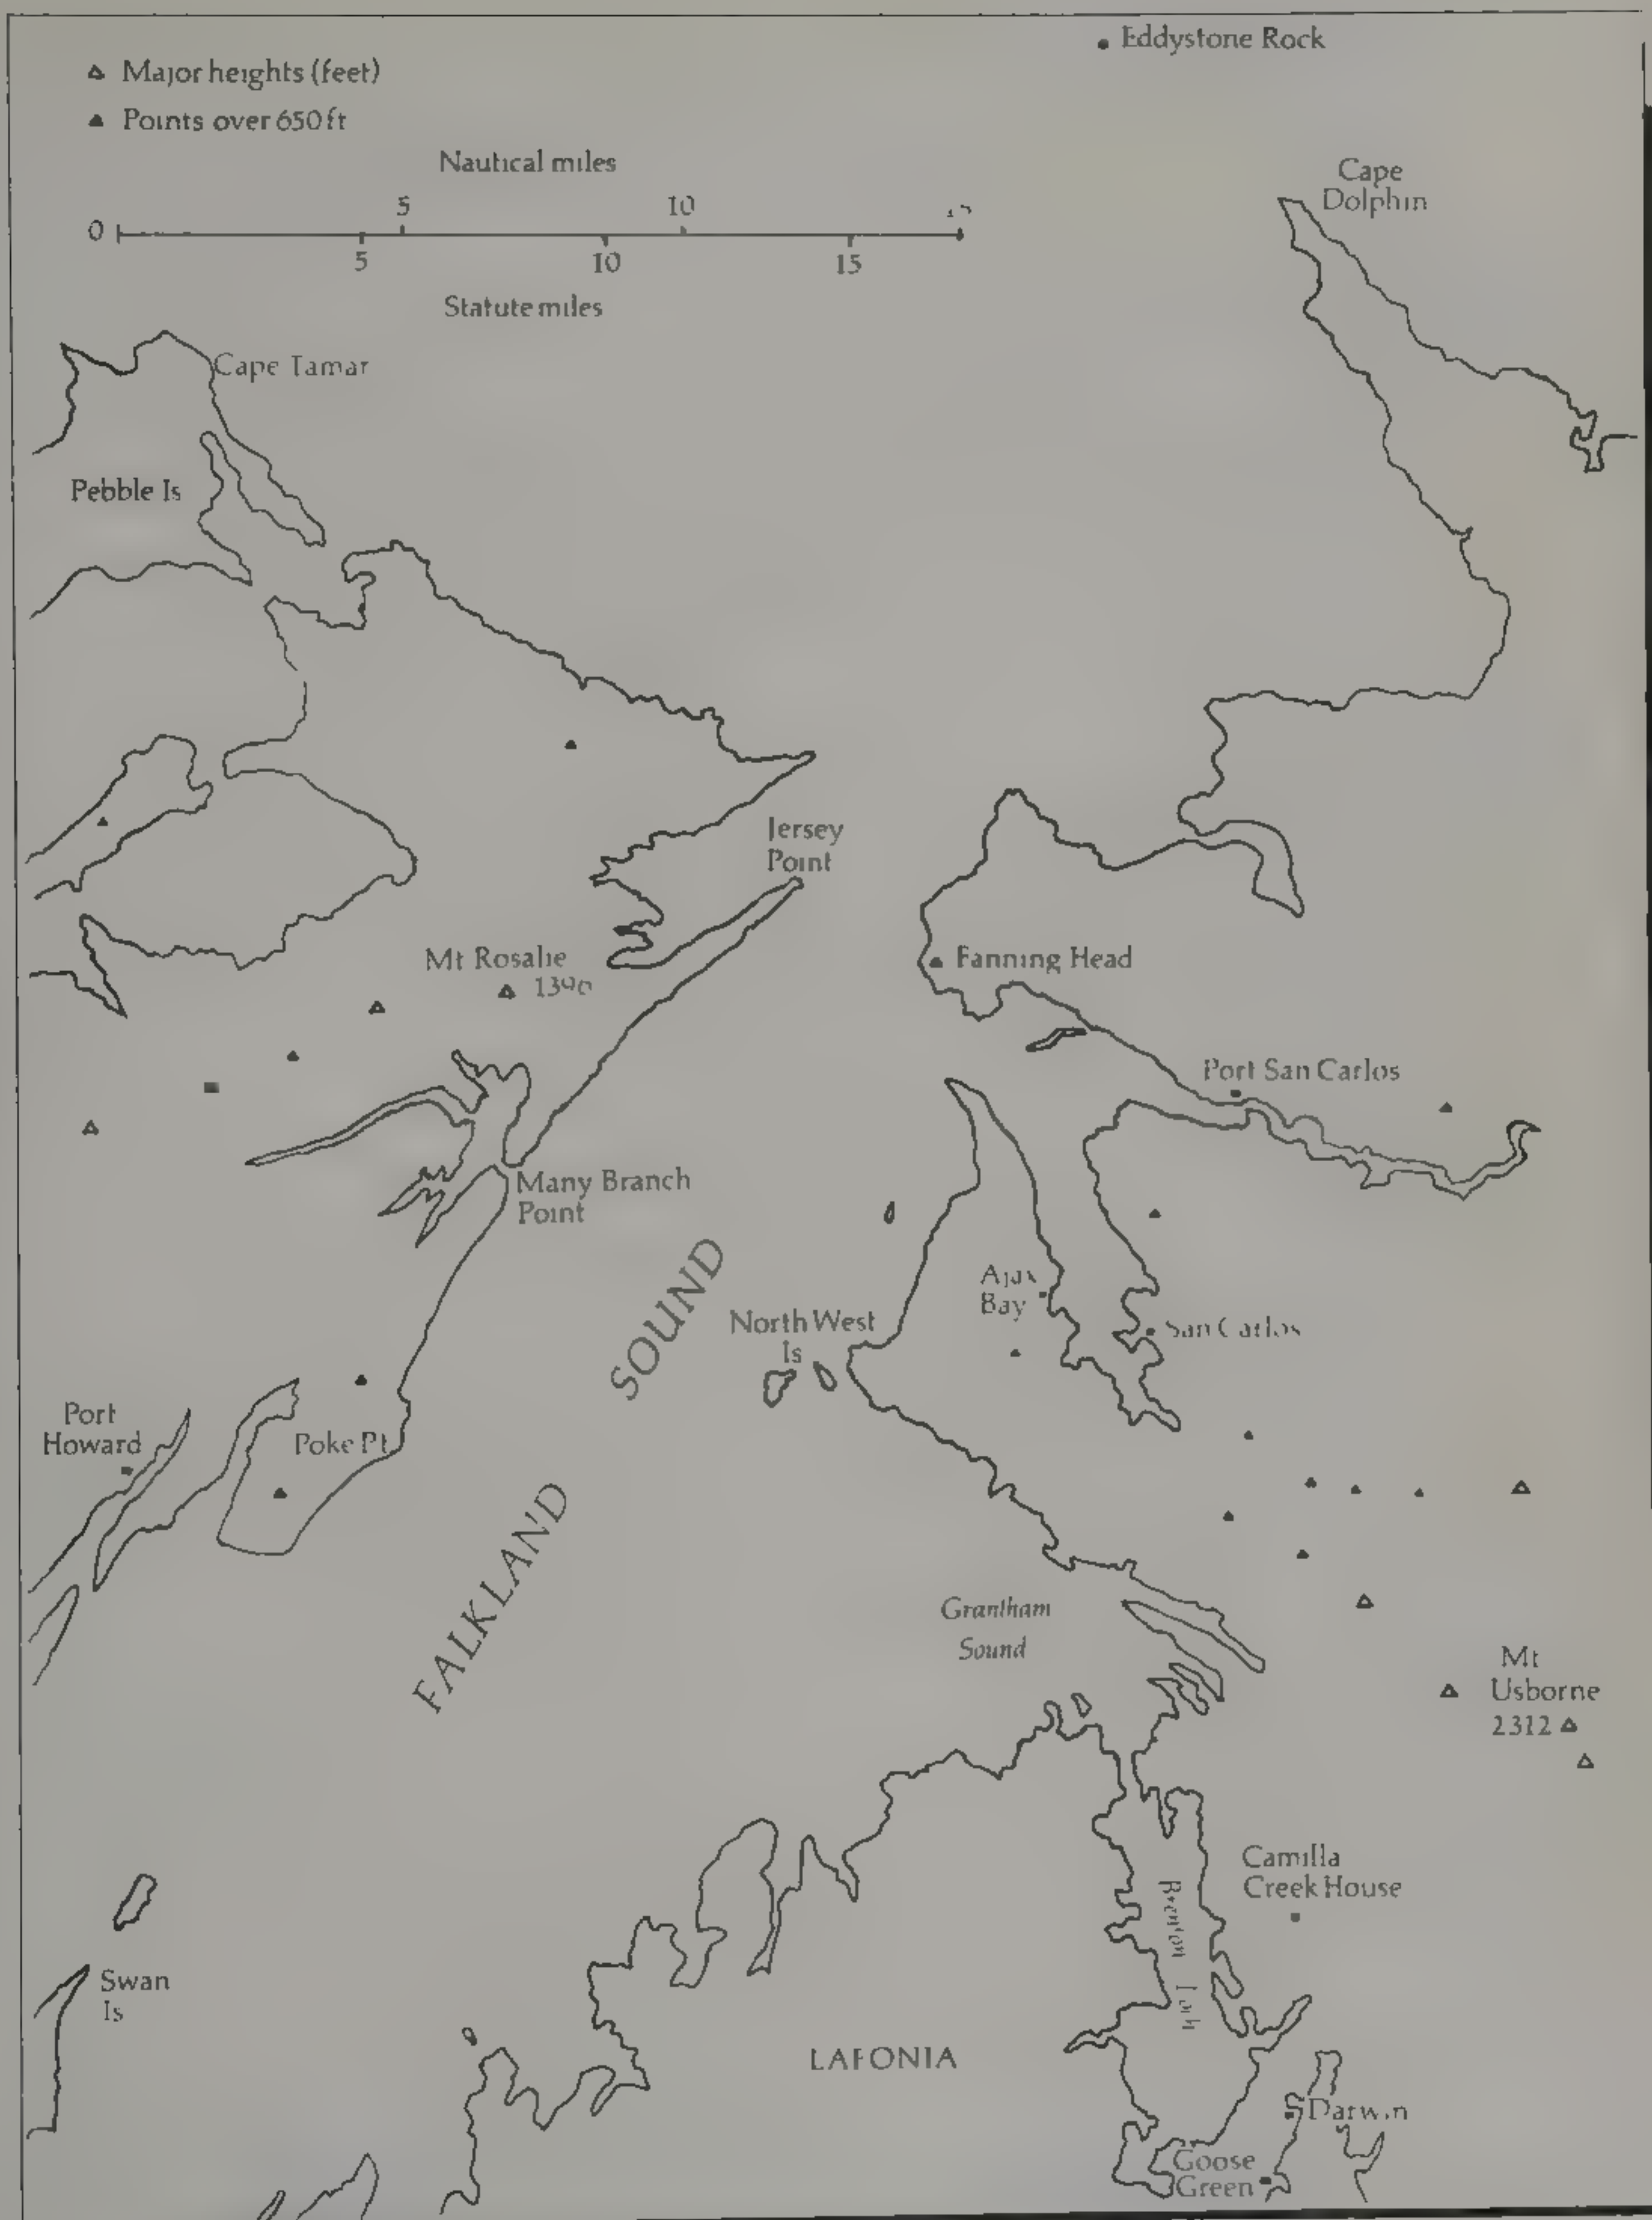 Eddystone Rock
Major heights (feet)
Points over 650 ft
Nautical miles
5 10
0
5 10 15
Statute miles
Cape
Dolphin
Cape Tamar
Pebble Is
Jersey
Point
Mt Rosalie
Fanning Head
Port San Carlos
Many Branch
Point
SOUND
Ajax
Bay
North West
Is
San Carlos
Port
Howard
Poke Pt
FALKLAND
Grantham
Sound
Mt
Usborne
2312
Camilla
Creek House
Brenton
Loch
Swan
Is
LAFONIA
Darwin
Goose
Green